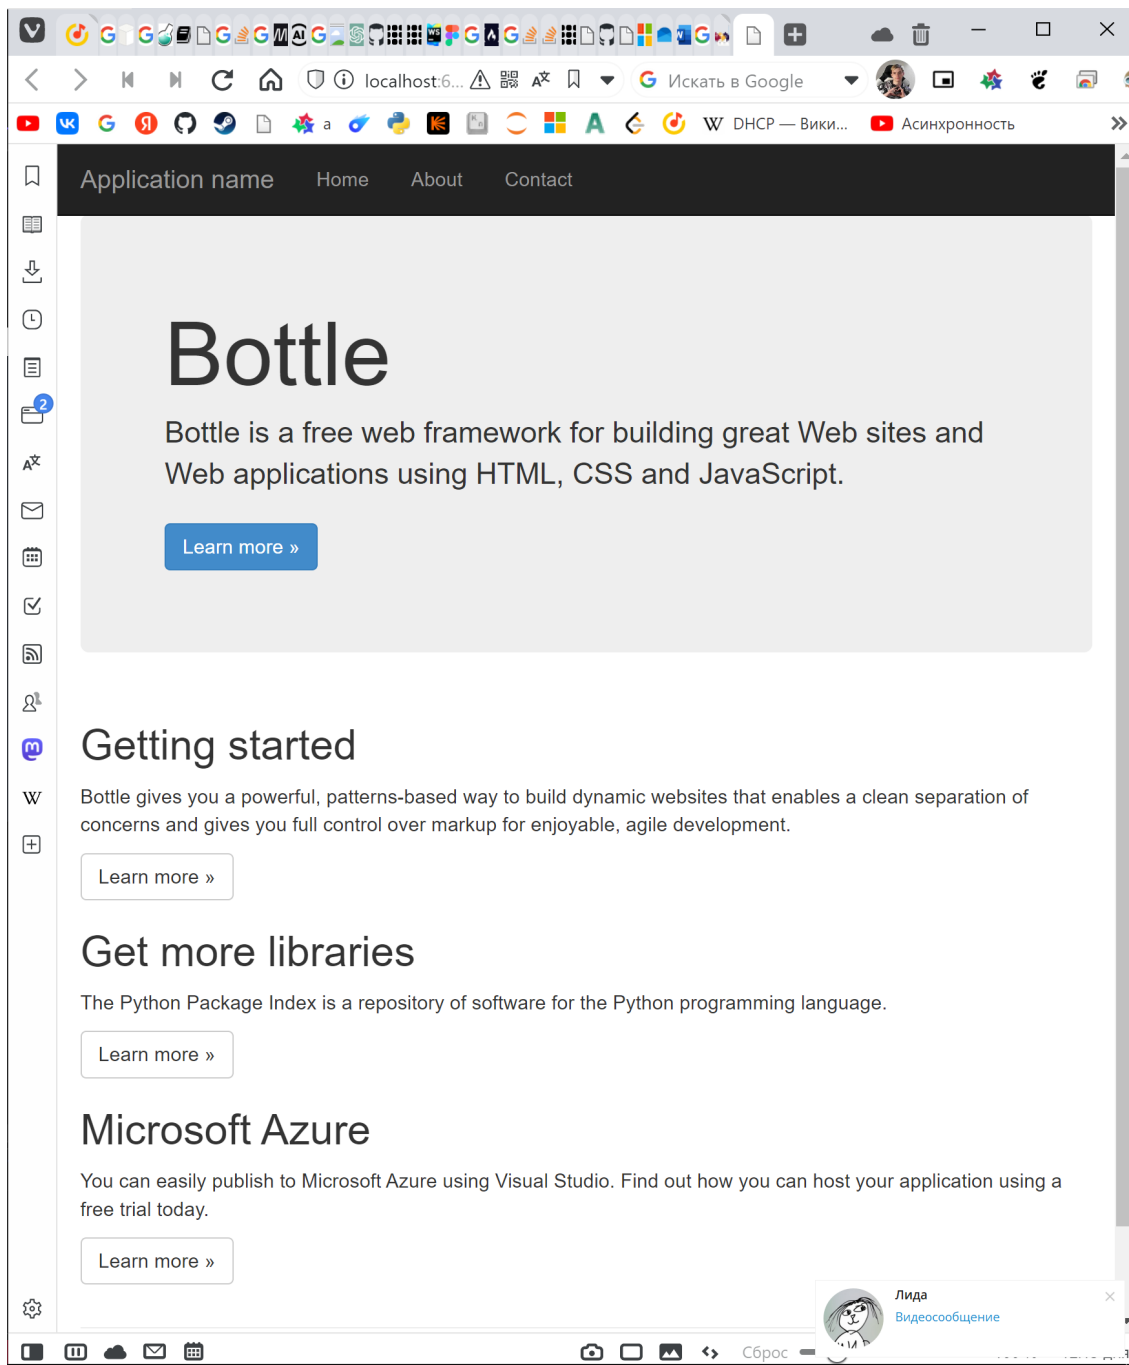 localhost:6...
Искать в Google
a
W DHCP — Вики...
Асинхронность
Application name Home About Contact
Bottle
Bottle is a free web framework for building great Web sites and
Web applications using HTML, CSS and JavaScript.
Learn more »
2
Getting started
Bottle gives you a powerful, patterns-based way to build dynamic websites that enables a clean separation of
concerns and gives you full control over markup for enjoyable, agile development.
Learn more »
Get more libraries
The Python Package Index is a repository of software for the Python programming language.
Learn more »
Microsoft Azure
You can easily publish to Microsoft Azure using Visual Studio. Find out how you can host your application using a
free trial today.
Learn more »
Лида
Видеосообщение
Сброс